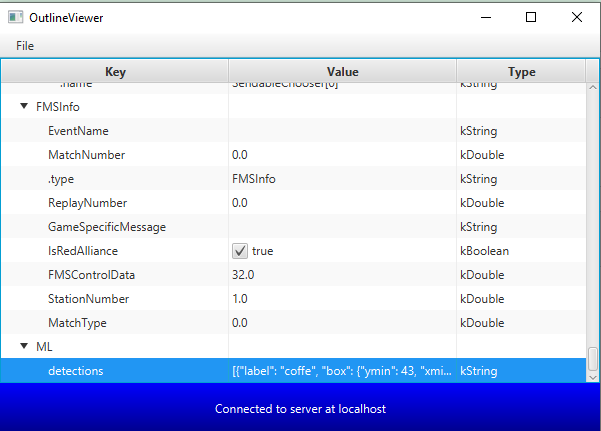 OutlineViewer
File
Key Value Type
.name SendableChooser[0] kString
FMSInfo
EventName kString
MatchNumber 0.0 kDouble
.type FMSInfo kString
ReplayNumber 0.0 kDouble
GameSpecificMessage kString
IsRedAlliance true kBoolean
FMSControlData 32.0 kDouble
StationNumber 1.0 kDouble
MatchType 0.0 kDouble
ML
detections [{"label": "coffe", "box": {"ymin": 43, "xmi... kString
Connected to server at localhost